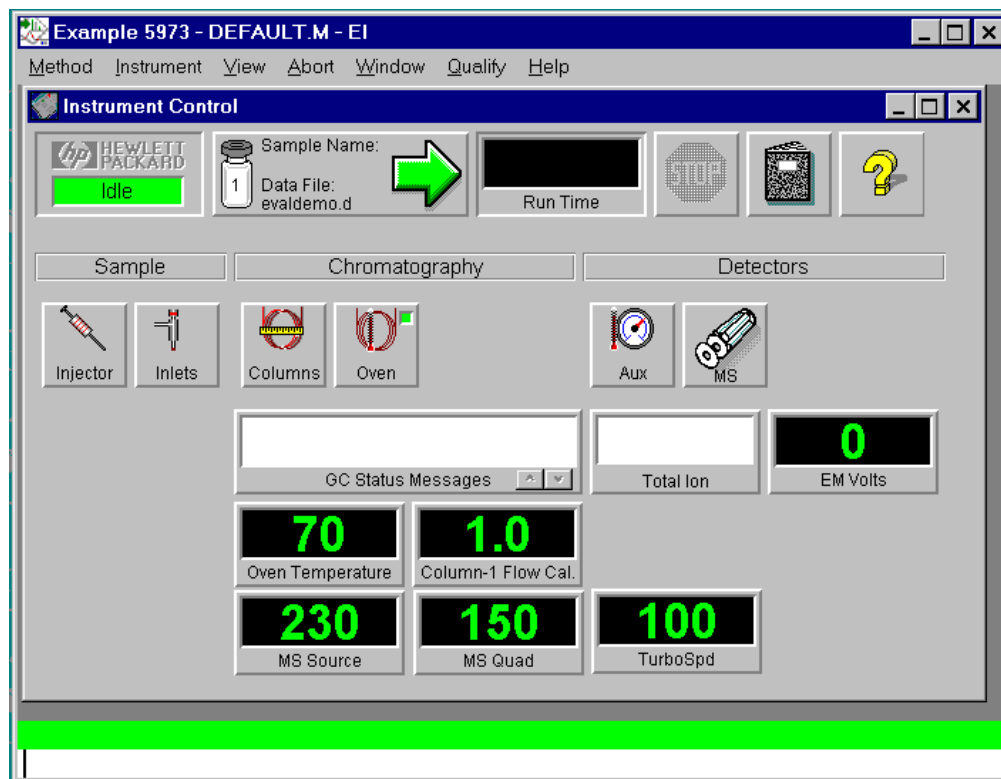 Example 5973 - DEFAULT.M - EI
Method Instrument View Abort Window Qualify Help
Instrument Control
hp HEWLETT PACKARD
Idle
1
Sample Name:
Data File:
evaldemo.d
Run Time
STOP
Sample
Chromatography
Detectors
Injector
Inlets
Columns
Oven
Aux
MS
GC Status Messages
Total Ion
0
EM Volts
70
Oven Temperature
1.0
Column-1 Flow Cal.
230
MS Source
150
MS Quad
100
TurboSpd